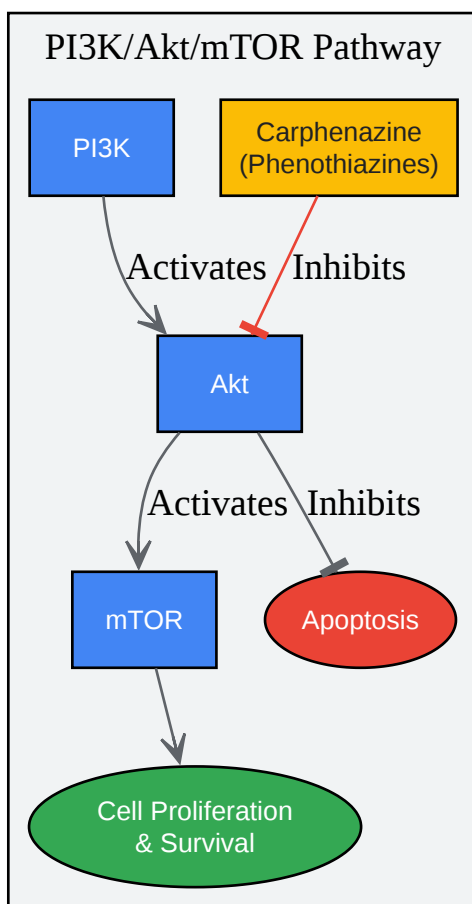 PI3K/Akt/mTOR Pathway
PI3K
Carphenazine
(Phenothiazines)
Activates
Inhibits
Akt
Activates
Inhibits
mTOR
Apoptosis
Cell Proliferation
& Survival